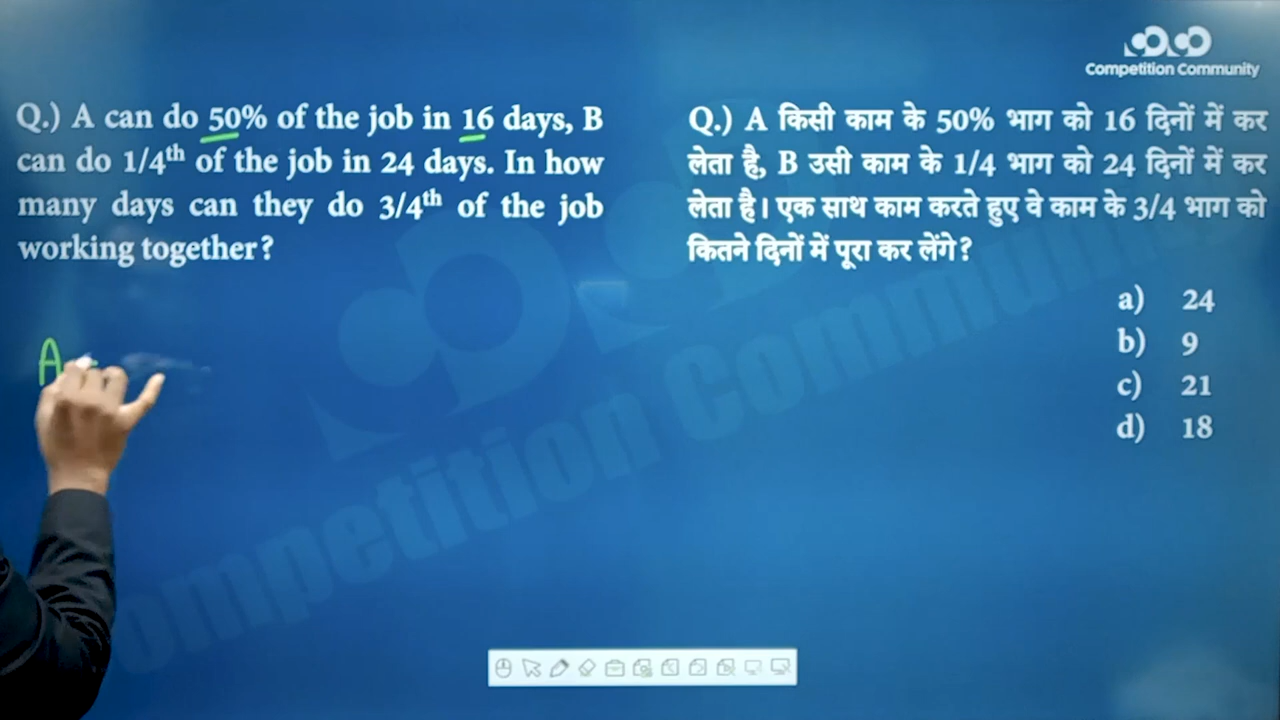 Competition Community
Q.) A can do 50% of the job in 16 days, B
can do 1/4th of the job in 24 days. In how
many days can they do 3/4th of the job
working together?
Q.) A किसी काम के 50% भाग को 16 दिनों में कर
लेता है, B उसी काम के 1/4 भाग को 24 दिनों में कर
लेता है। एक साथ काम करते हुए वे काम के 3/4 भाग को
कितने दिनों में पूरा कर लेंगे?
a) 24
b) 9
c) 21
d) 18
A
Competition Community